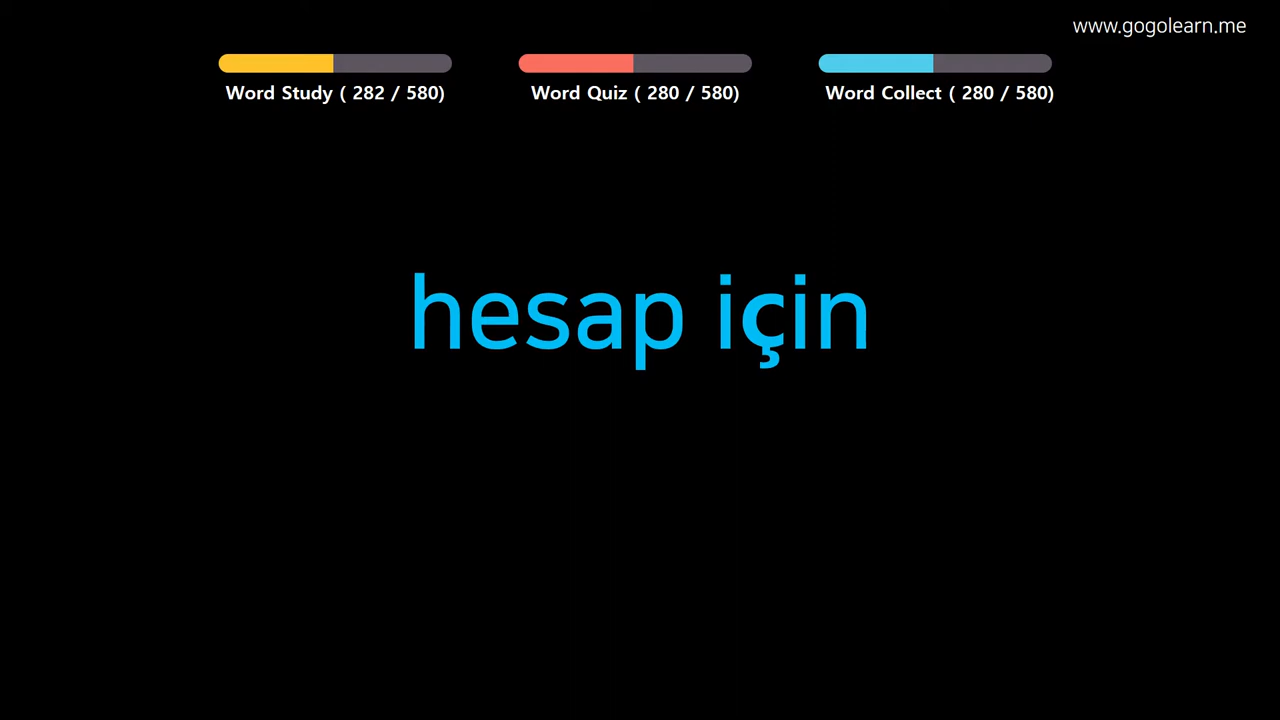 www.gogolearn.me
Word Study ( 282 / 580)
Word Quiz ( 280 / 580)
Word Collect ( 280 / 580)
hesap için